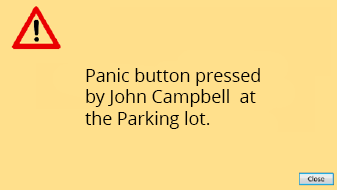 Panic button pressed
by John Campbell  at
the Parking lot.
Close